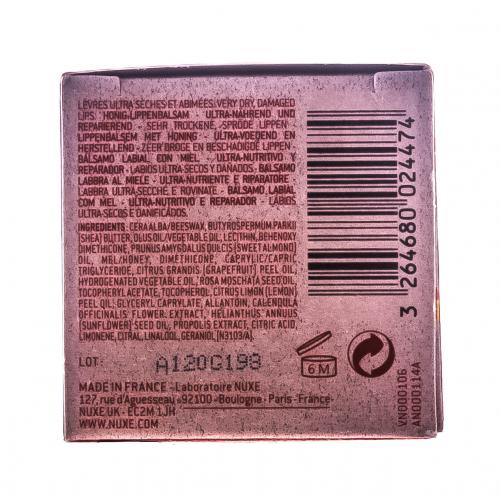 LÈVRES ULTRA SÈCHES ET ABIMÉES. VERY DRY, DAMAGED
LIPS. HONIG-LIPPENBALSAM - ULTRA-NÄHREND UND
REPARIEREND - SEHR TROCKENE, SPRÖDE LIPPEN.
LIPPENBALSEM MET HONING - ULTRA-VOEDEND EN
HERSTELLEND - ZEER DROGE EN BESCHADIGDE LIPPEN.
BÁLSAMO LABIAL CON MIEL - ULTRA-NUTRITIVO Y
REPARADOR - LABIOS ULTRA-SECOS Y DAÑADOS. BALSAMO
LABBRA AL MIELE - ULTRA-NUTRIENTE E RIPARATORE -
LABBRA ULTRA-SECCHE, E ROVINATE - BÁLSAMO LABIAL
COM MEL - ULTRA-NUTRITIVO E REPARADOR - LÁBIOS
ULTRA-SECOS E DANIFICADOS.
INGREDIENTS: CERA ALBA/BEESWAX, BUTYROSPERMUM PARKII
(SHEA) BUTTER, OLUS OIL/VEGETABLE OIL, LECITHIN, BEHENOXY
DIMETHICONE, PRUNUS AMYGDALUS DULCIS (SWEET ALMOND)
OIL, MEL/HONEY, DIMETHICONE, CAPRYLIC/CAPRIC
TRIGLYCERIDE, CITRUS GRANDIS (GRAPEFRUIT) PEEL OIL,
HYDROGENATED VEGETABLE OIL, ROSA MOSCHATA SEED OIL,
TOCOPHERYL ACETATE, TOCOPHEROL, CITRUS LIMON (LEMON)
PEEL OIL, GLYCERYL CAPRYLATE, ALLANTOIN, CALENDULA
OFFICINALIS FLOWER EXTRACT, HELIANTHUS ANNUUS
(SUNFLOWER) SEED OIL, PROPOLIS EXTRACT, CITRIC ACID,
LIMONENE, CITRAL, LINALOOL, GERANIOL [N3103/A].
LOT: A120C198
6 M
MADE IN FRANCE - Laboratoire NUXE
127, rue d'Aguesseau - 92100 - Boulogne - Paris - France -
NUXE UK - EC2M 1JH
WWW.NUXE.COM
3 264680 024474
VN000106
AN000114A